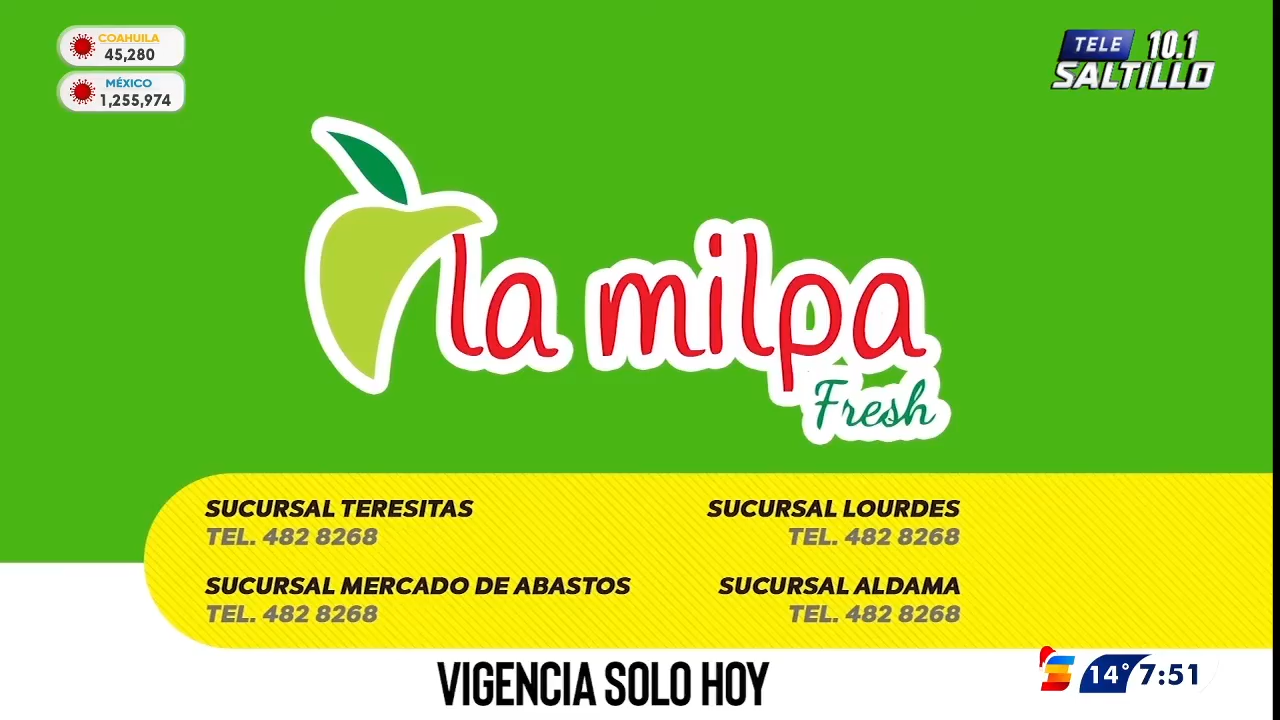 COAHUILA
45,280
MÉXICO
1,255,974
TELE 10.1
SALTILLO
la milpa
Fresh
SUCURSAL TERESITAS
TEL. 482 8268
SUCURSAL LOURDES
TEL. 482 8268
SUCURSAL MERCADO DE ABASTOS
TEL. 482 8268
SUCURSAL ALDAMA
TEL. 482 8268
VIGENCIA SOLO HOY
S 14° 7:51